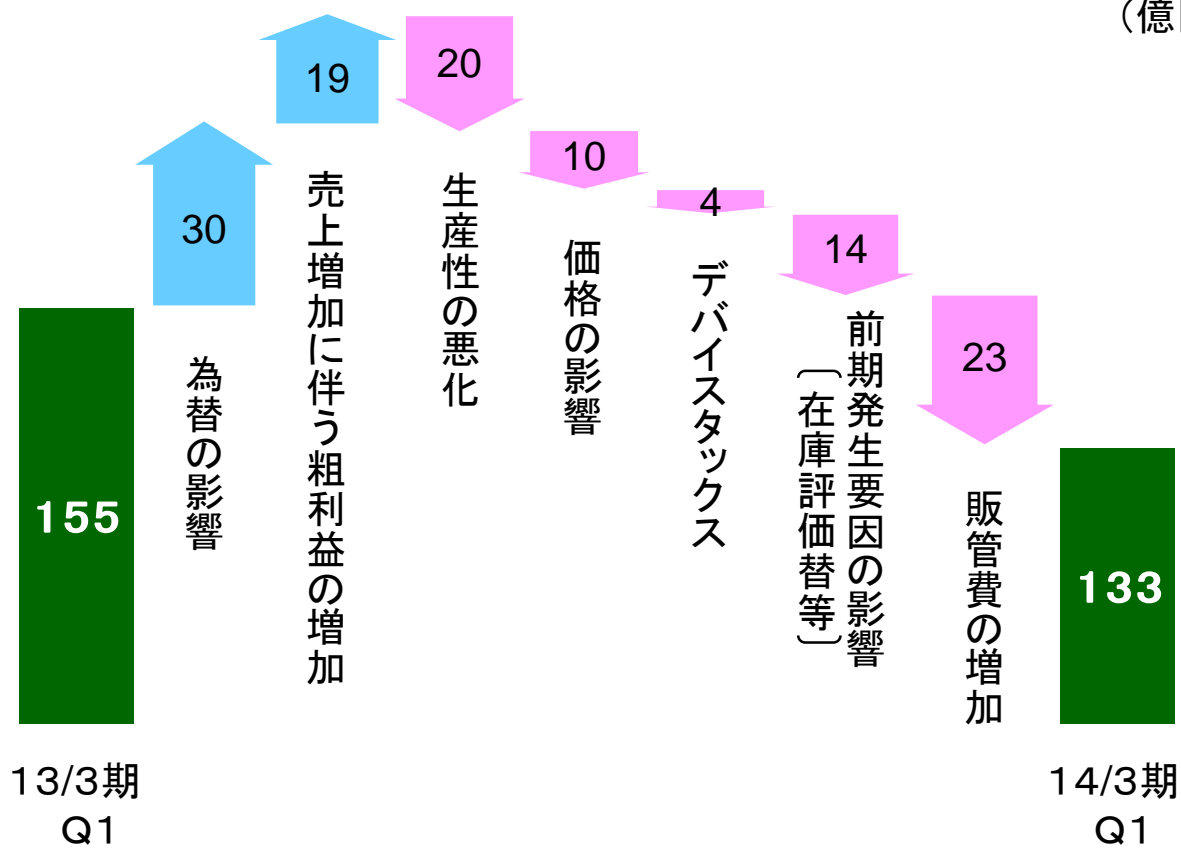 （億
155
13/3期
Q1
30
為替の影響
19
売上増加に伴う粗利益の増加
20
生産性の悪化
10
価格の影響
4
デバイスタックス
14
前期発生要因の影響
〔在庫評価替等〕
23
販管費の増加
133
14/3期
Q1